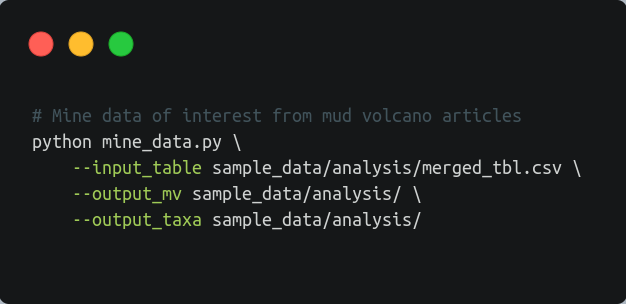 # Mine data of interest from mud volcano articles
python mine_data.py \
    --input_table sample_data/analysis/merged_tbl.csv \
    --output_mv sample_data/analysis/ \
    --output_taxa sample_data/analysis/